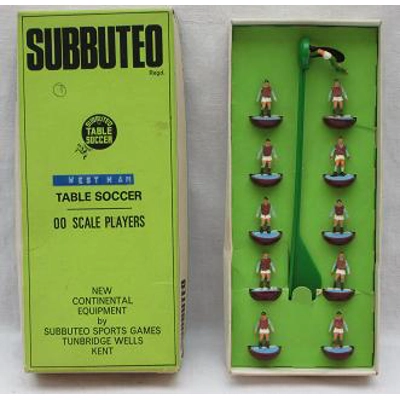 SUBBUTEO
Regd.
SUBBUTEO
TABLE
SOCCER
WEST HAM
TABLE SOCCER
00 SCALE PLAYERS
NEW
CONTINENTAL
EQUIPMENT
by
SUBBUTEO SPORTS GAMES
TUNBRIDGE WELLS
KENT